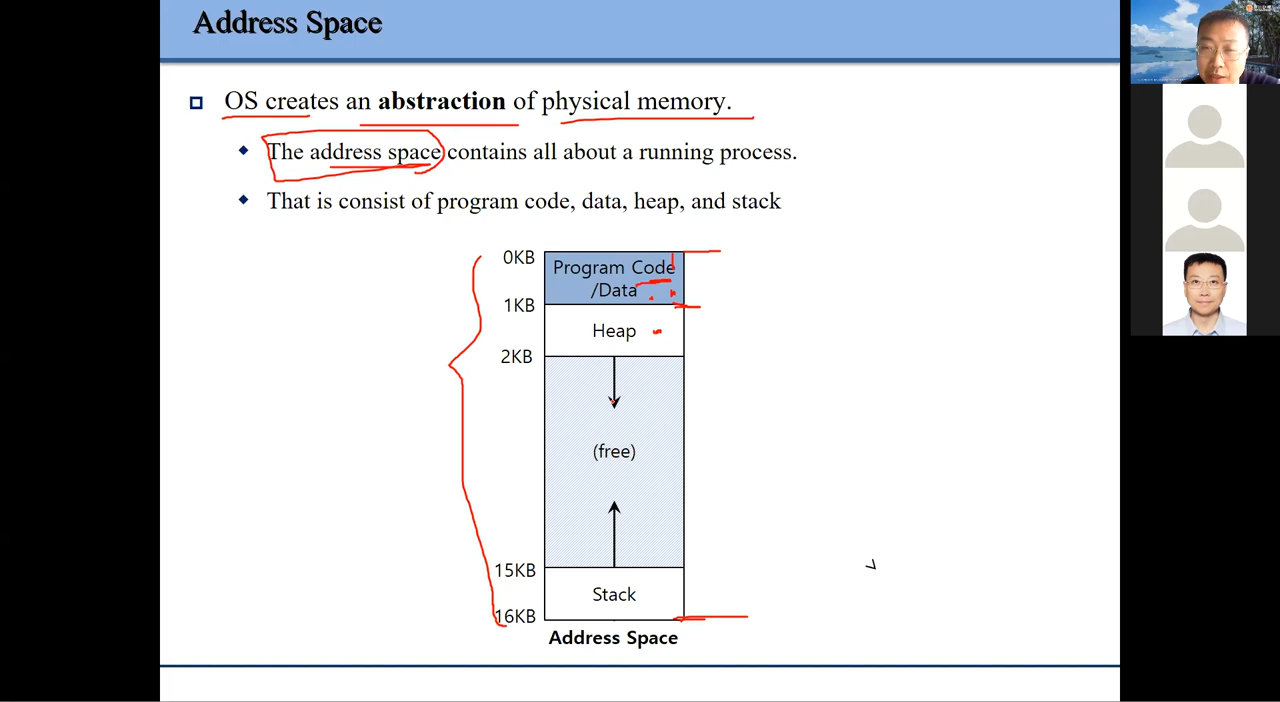 Address Space
OS creates an abstraction of physical memory.
The address space contains all about a running process.
That is consist of program code, data, heap, and stack
0KB
Program Code
/Data
1KB
Heap
2KB
(free)
15KB
Stack
16KB
Address Space